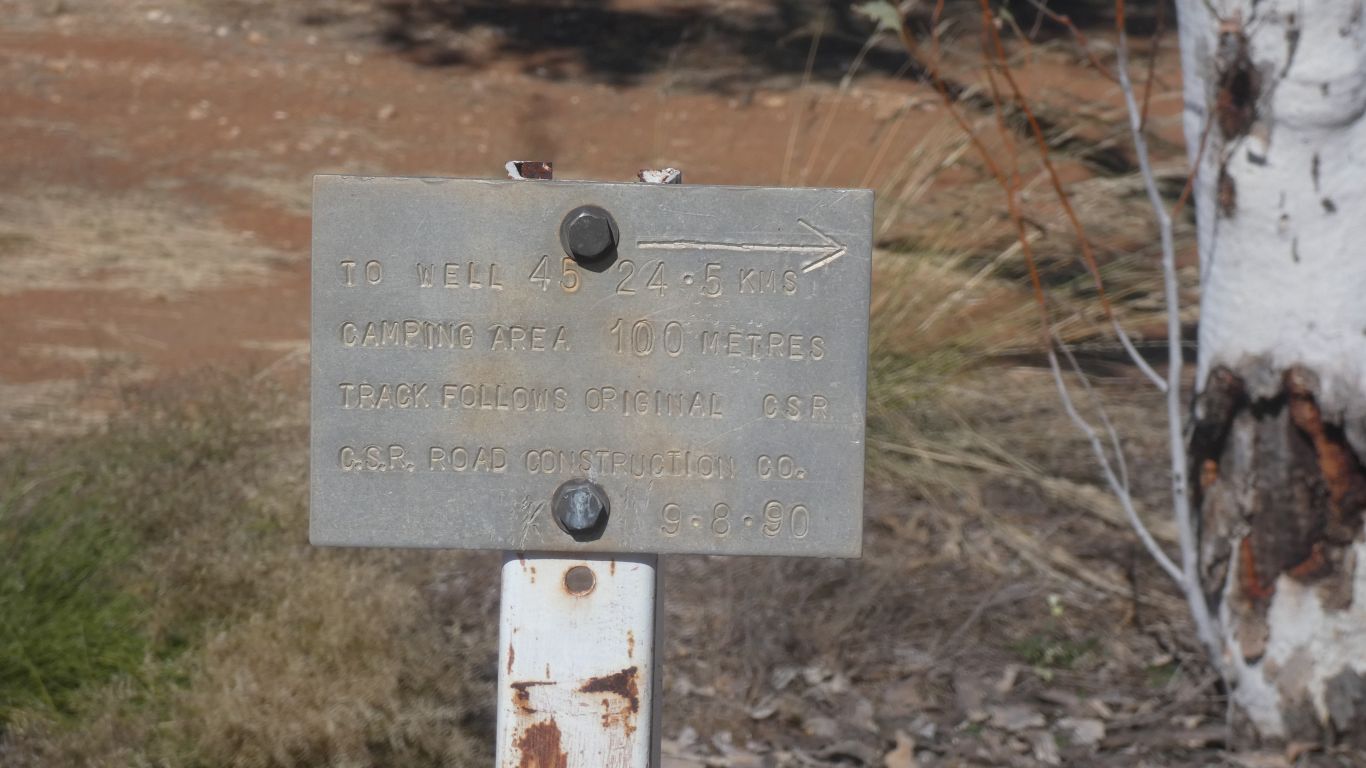 TO WELL 45 24·5 KMS
CAMPING AREA 100 METRES
TRACK FOLLOWS ORIGINAL CSR
C.S.R. ROAD CONSTRUCTION CO.
9·8·90